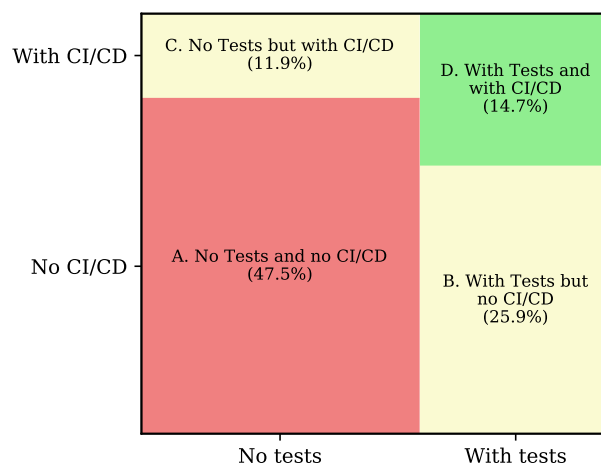 With CI/CD
C. No Tests but with CI/CD
(11.9%)
D. With Tests and
with CI/CD
(14.7%)
No CI/CD
A. No Tests and no CI/CD
(47.5%)
B. With Tests but
no CI/CD
(25.9%)
No tests
With tests